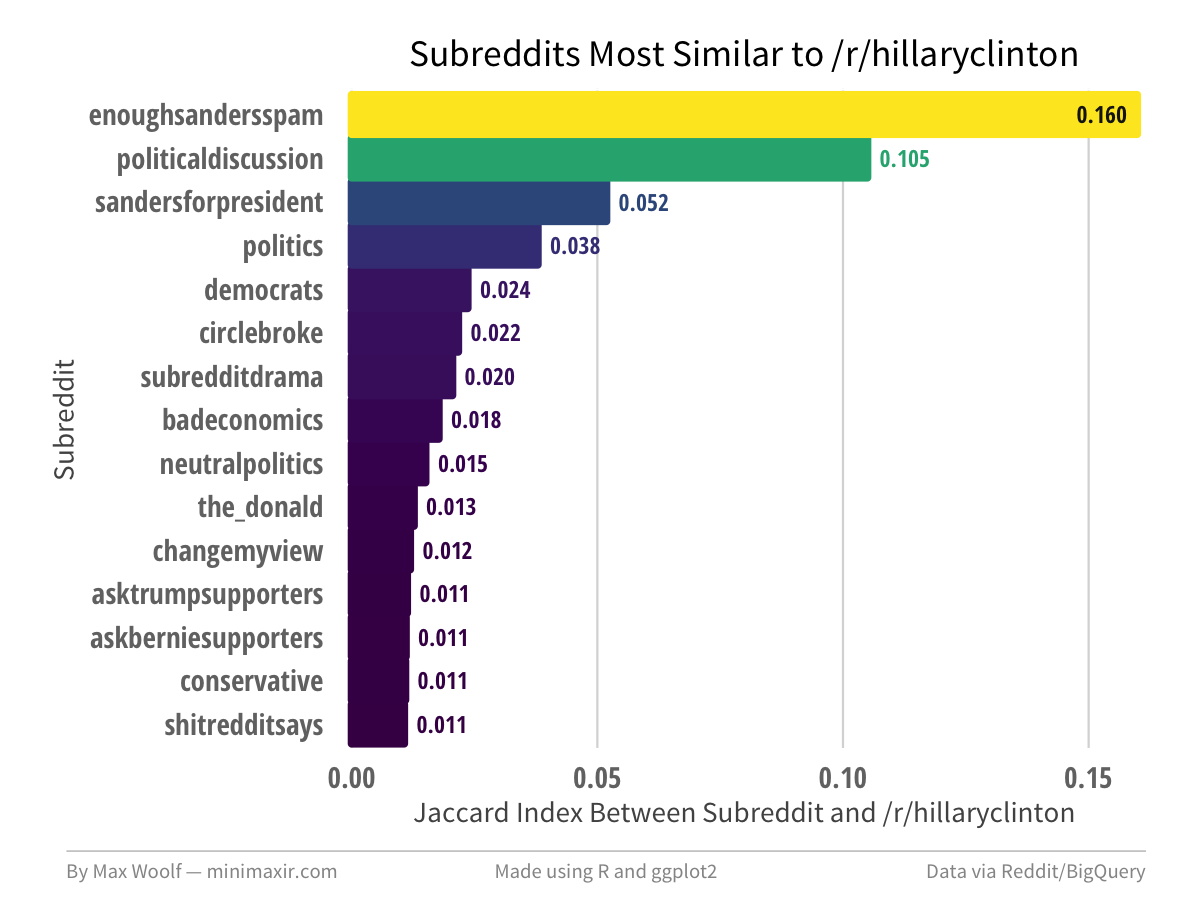 Subreddits Most Similar to /r/hillaryclinton
enoughsandersspam 0.160
politicaldiscussion 0.105
sandersforpresident 0.052
politics 0.038
democrats 0.024
circlebroke 0.022
subredditdrama 0.020
badeconomics 0.018
neutralpolitics 0.015
the_donald 0.013
changemyview 0.012
asktrumpsupporters 0.011
askberniesupporters 0.011
conservative 0.011
shitredditsays 0.011
Subreddit
0.00 0.05 0.10 0.15
Jaccard Index Between Subreddit and /r/hillaryclinton
By Max Woolf — minimaxir.com Made using R and ggplot2 Data via Reddit/BigQuery